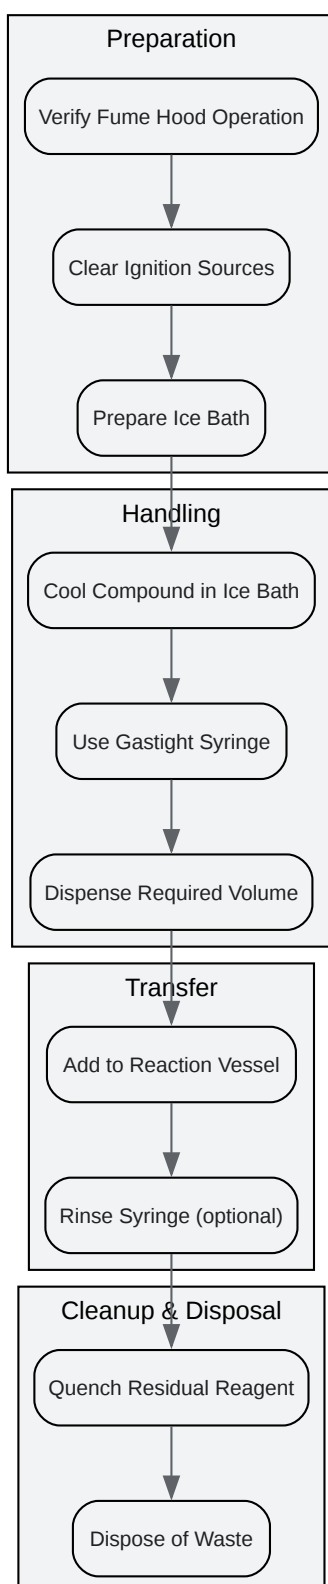 Preparation
Verify Fume Hood Operation
Clear Ignition Sources
Prepare Ice Bath
Handling
Cool Compound in Ice Bath
Use Gastight Syringe
Dispense Required Volume
Transfer
Add to Reaction Vessel
Rinse Syringe (optional)
Cleanup & Disposal
Quench Residual Reagent
Dispose of Waste